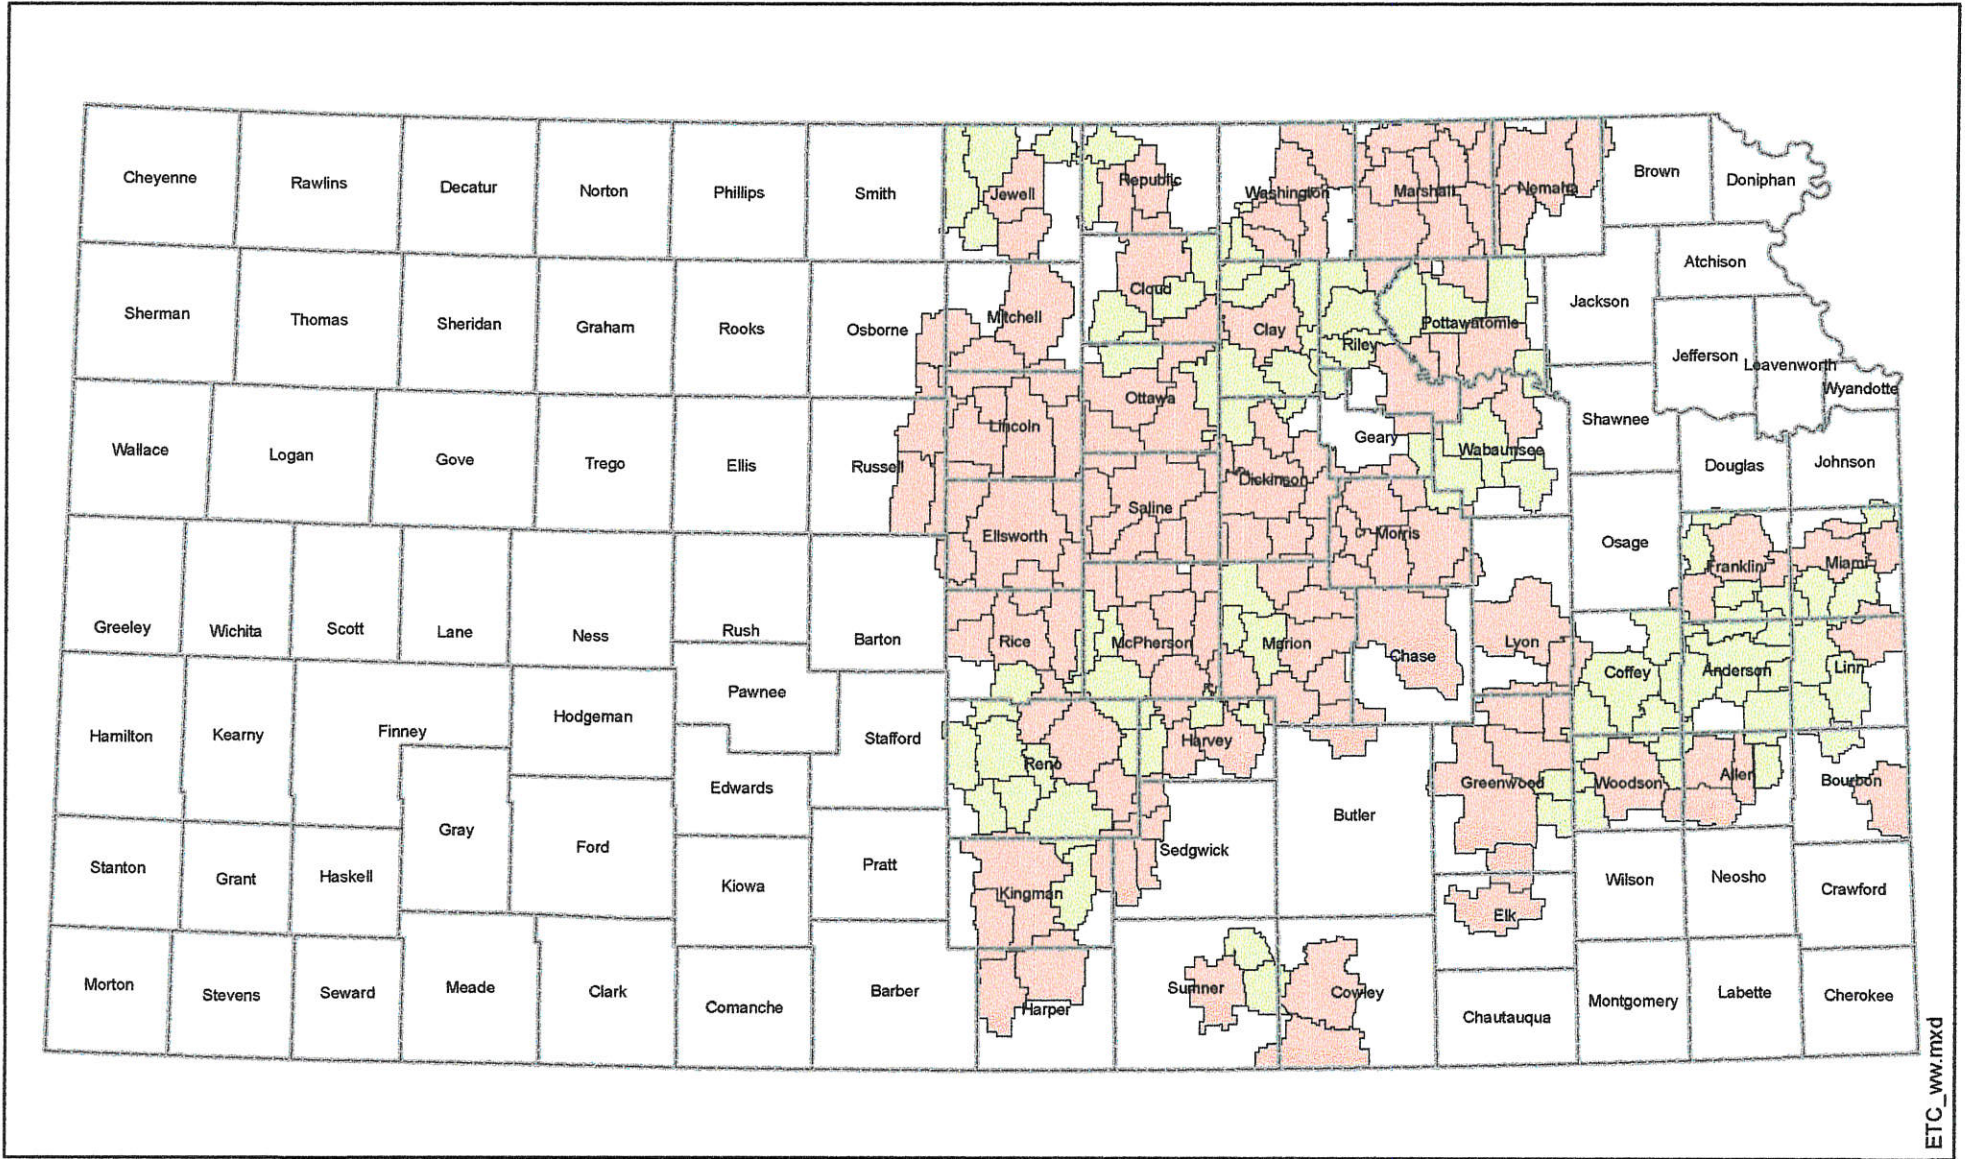 Cheyenne
Rawlins
Decatur
Norton
Phillips
Smith
Jewell
Republic
Washington
Marshall
Nemaha
Brown
Doniphan
Sherman
Thomas
Sheridan
Graham
Rooks
Osborne
Mitchell
Cloud
Clay
Riley
Pottawatomie
Jackson
Atchison
Jefferson
Leavenworth
Wyandotte
Wallace
Logan
Gove
Trego
Ellis
Russell
Lincoln
Ottawa
Saline
Dickinson
Geary
Wabaunsee
Shawnee
Douglas
Johnson
Greeley
Wichita
Scott
Lane
Ness
Rush
Barton
Ellsworth
Rice
McPherson
Marion
Morris
Chase
Lyon
Osage
Franklin
Miami
Coffey
Anderson
Linn
Hamilton
Kearny
Finney
Hodgeman
Pawnee
Stafford
Edwards
Reno
Harvey
Sedgwick
Butler
Greenwood
Woodson
Allen
Bourbon
Stanton
Grant
Haskell
Gray
Ford
Kiowa
Pratt
Kingman
Elk
Wilson
Neosho
Crawford
Morton
Stevens
Seward
Meade
Clark
Comanche
Barber
Harper
Sumner
Cowley
Chautauqua
Montgomery
Labette
Cherokee
ETC_ww.mxd